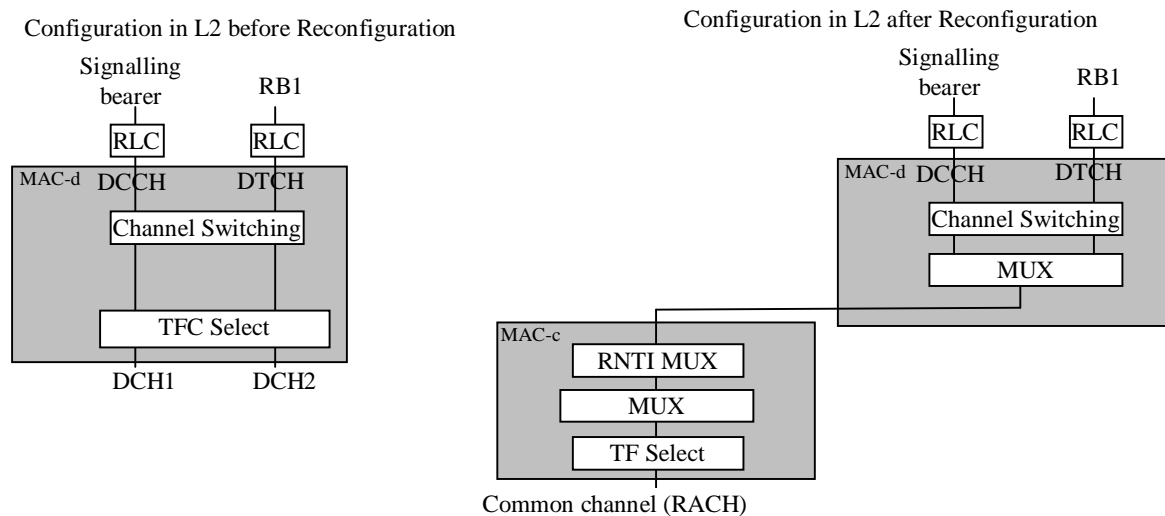 Configuration in L2 before Reconfiguration
Signalling
bearer
RB1
RLC
RLC
MAC-d
DCCH
DTCH
Channel Switching
TFC Select
DCH1
DCH2
Configuration in L2 after Reconfiguration
Signalling
bearer
RB1
RLC
RLC
MAC-d
DCCH
DTCH
Channel Switching
MUX
MAC-c
RNTI MUX
MUX
TF Select
Common channel (RACH)